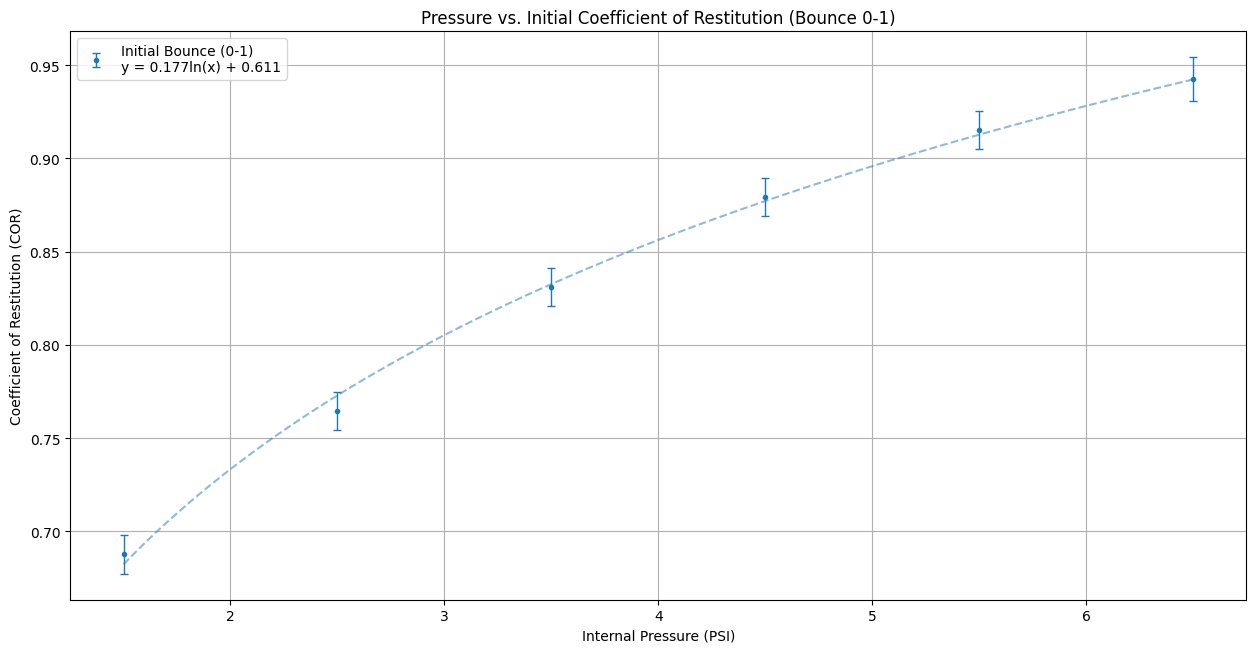 Pressure vs. Initial Coefficient of Restitution (Bounce 0-1)
Initial Bounce (0-1)
y = 0.177ln(x) + 0.611
Coefficient of Restitution (COR)
0.95
0.90
0.85
0.80
0.75
0.70
2 3 4 5 6
Internal Pressure (PSI)